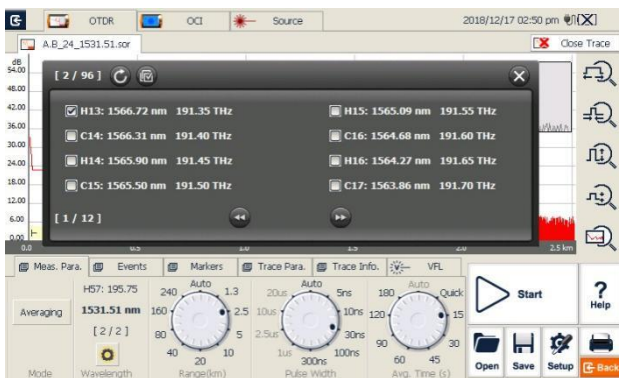 OTDR OCI Source 2018/12/17 02:50 pm
A.B_24_1531.51.sor Close Trace
dB
54.00
48.00
42.00
36.00
30.00
24.00
18.00
12.00
6.00
0.00
[ 2 / 96 ]
H13: 1566.72 nm 191.35 THz H15: 1565.09 nm 191.55 THz
C14: 1566.31 nm 191.40 THz C16: 1564.68 nm 191.60 THz
H14: 1565.90 nm 191.45 THz H16: 1564.27 nm 191.65 THz
C15: 1565.50 nm 191.50 THz C17: 1563.86 nm 191.70 THz
[ 1 / 12 ]
0.0 0.5 1.0 1.5 2.0 2.5 km
Meas. Para. Events Markers Trace Para. Trace Info. VFL
Averaging
Mode
H57: 195.75
1531.51 nm
[ 2 / 2 ]
Wavelength
Auto
240 1.3
160 2.5
80 5
40 10
20
Range(km)
Auto
20us 5ns
10us 10ns
2.5us 30ns
1us 100ns
300ns
Pulse Width
Auto
180 Quick
120 15
90 30
60 45
Avg. Time (s)
Start
? Help
Open Save Setup Back